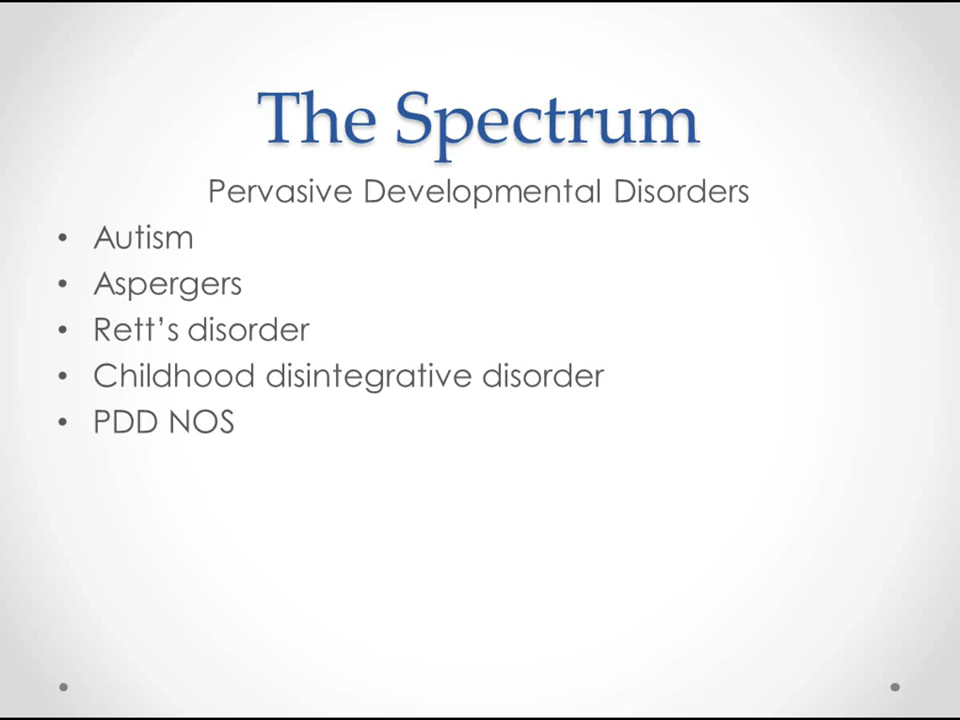 The Spectrum
Pervasive Developmental Disorders
• Autism
• Aspergers
• Rett’s disorder
• Childhood disintegrative disorder
• PDD NOS